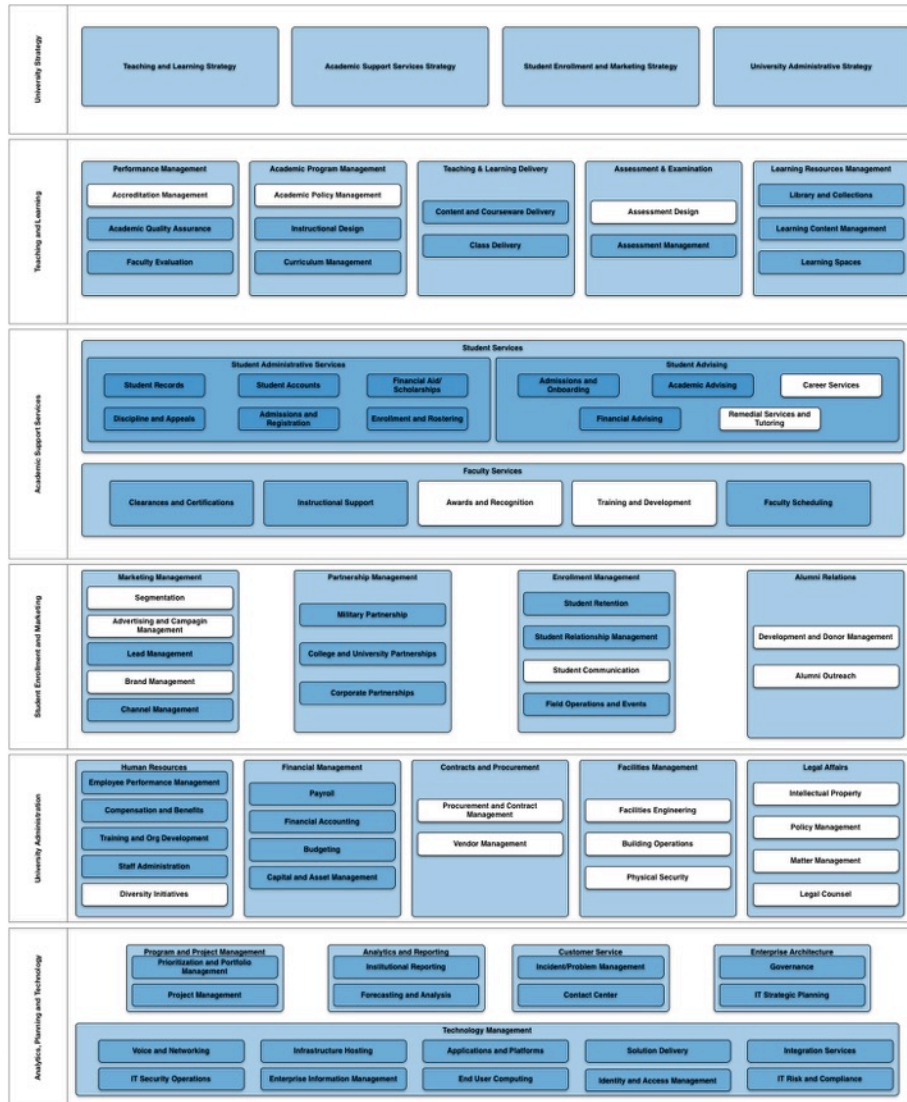 University Strategy
Teaching and Learning Strategy
Academic Support Services Strategy
Student Enrollment and Marketing Strategy
University Administrative Strategy
Teaching and Learning
Performance Management
Accreditation Management
Academic Quality Assurance
Faculty Evaluation
Academic Program Management
Academic Policy Management
Instructional Design
Curriculum Management
Teaching & Learning Delivery
Content and Courseware Delivery
Class Delivery
Assessment & Examination
Assessment Design
Assessment Management
Learning Resources Management
Library and Collections
Learning Content Management
Learning Spaces
Academic Support Services
Student Services
Student Administrative Services
Student Records
Student Accounts
Financial Aid/
Scholarships
Discipline and Appeals
Admissions and
Registration
Enrollment and Rostering
Student Advising
Admissions and
Onboarding
Academic Advising
Career Services
Financial Advising
Remedial Services and
Tutoring
Faculty Services
Clearances and Certifications
Instructional Support
Awards and Recognition
Training and Development
Faculty Scheduling
Student Enrollment and Marketing
Marketing Management
Segmentation
Advertising and Campagin
Management
Lead Management
Brand Management
Channel Management
Partnership Management
Military Partnership
College and University Partnerships
Corporate Partnerships
Enrollment Management
Student Retention
Student Relationship Management
Student Communication
Field Operations and Events
Alumni Relations
Development and Donor Management
Alumni Outreach
University Administration
Human Resources
Employee Performance Management
Compensation and Benefits
Training and Org Development
Staff Administration
Diversity Initiatives
Financial Management
Payroll
Financial Accounting
Budgeting
Capital and Asset Management
Contracts and Procurement
Procurement and Contract
Management
Vendor Management
Facilities Management
Facilities Engineering
Building Operations
Physical Security
Legal Affairs
Intellectual Property
Policy Management
Matter Management
Legal Counsel
Analytics, Planning and Technology
Program and Project Management
Prioritization and Portfolio
Management
Project Management
Analytics and Reporting
Institutional Reporting
Forecasting and Analysis
Customer Service
Incident/Problem Management
Contact Center
Enterprise Architecture
Governance
IT Strategic Planning
Technology Management
Voice and Networking
Infrastructure Hosting
Applications and Platforms
Solution Delivery
Integration Services
IT Security Operations
Enterprise Information Management
End User Computing
Identity and Access Management
IT Risk and Compliance